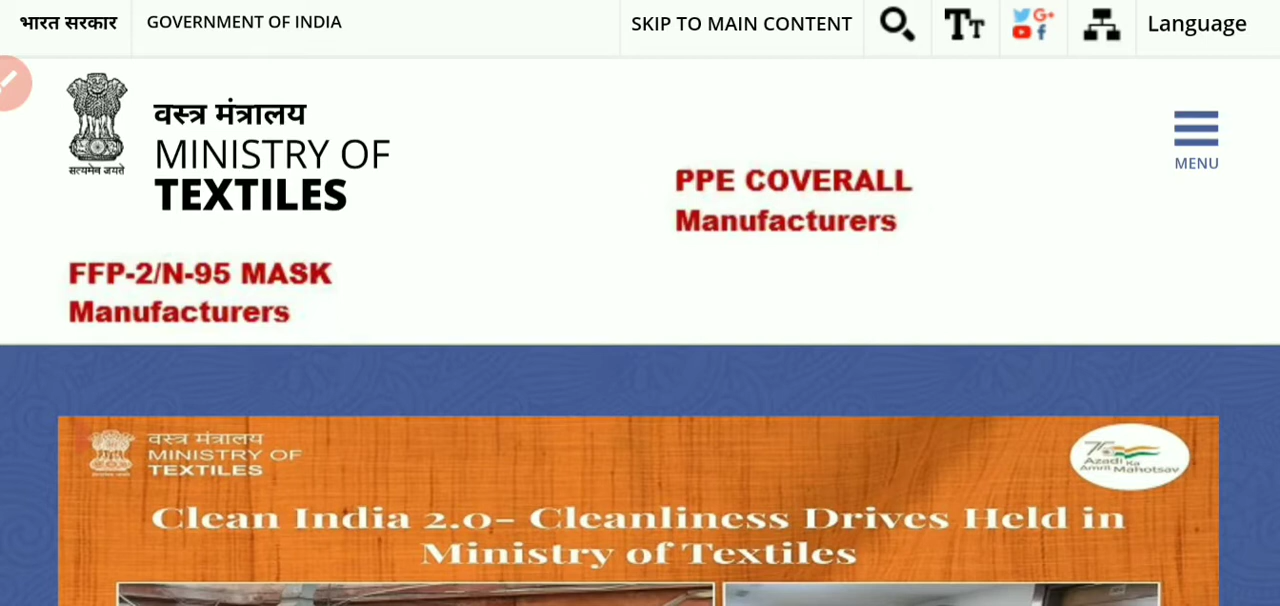 भारत सरकार
GOVERNMENT OF INDIA
SKIP TO MAIN CONTENT
Language
सत्यमेव जयते
वस्त्र मंत्रालय
MINISTRY OF
TEXTILES
MENU
PPE COVERALL
Manufacturers
FFP-2/N-95 MASK
Manufacturers
वस्त्र मंत्रालय
MINISTRY OF
TEXTILES
Azadi Ka
Amrit Mahotsav
Clean India 2.0– Cleanliness Drives Held in
Ministry of Textiles